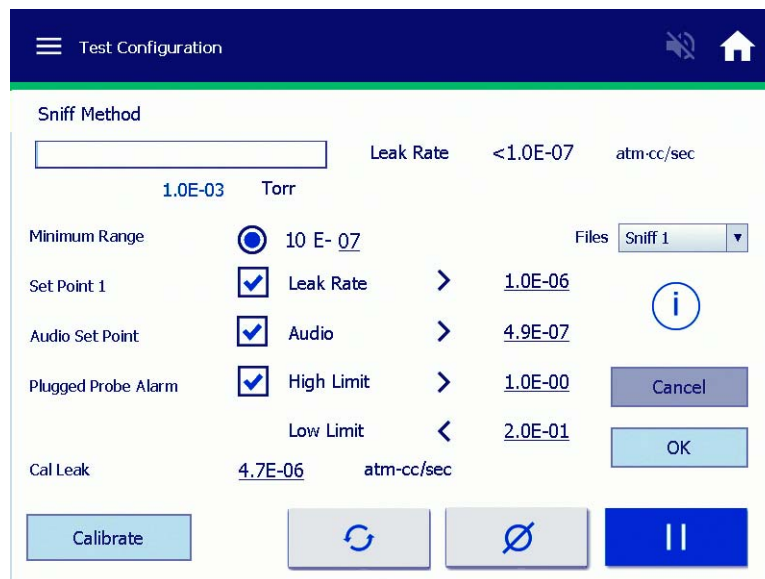 Test Configuration
Sniff Method
Leak Rate <1.0E-07 atm-cc/sec
1.0E-03 Torr
Minimum Range 10 E- 07 Files Sniff 1
Set Point 1 Leak Rate > 1.0E-06
i
Audio Set Point Audio > 4.9E-07
Plugged Probe Alarm High Limit > 1.0E-00 Cancel
Low Limit < 2.0E-01 OK
Cal Leak 4.7E-06 atm-cc/sec
Calibrate